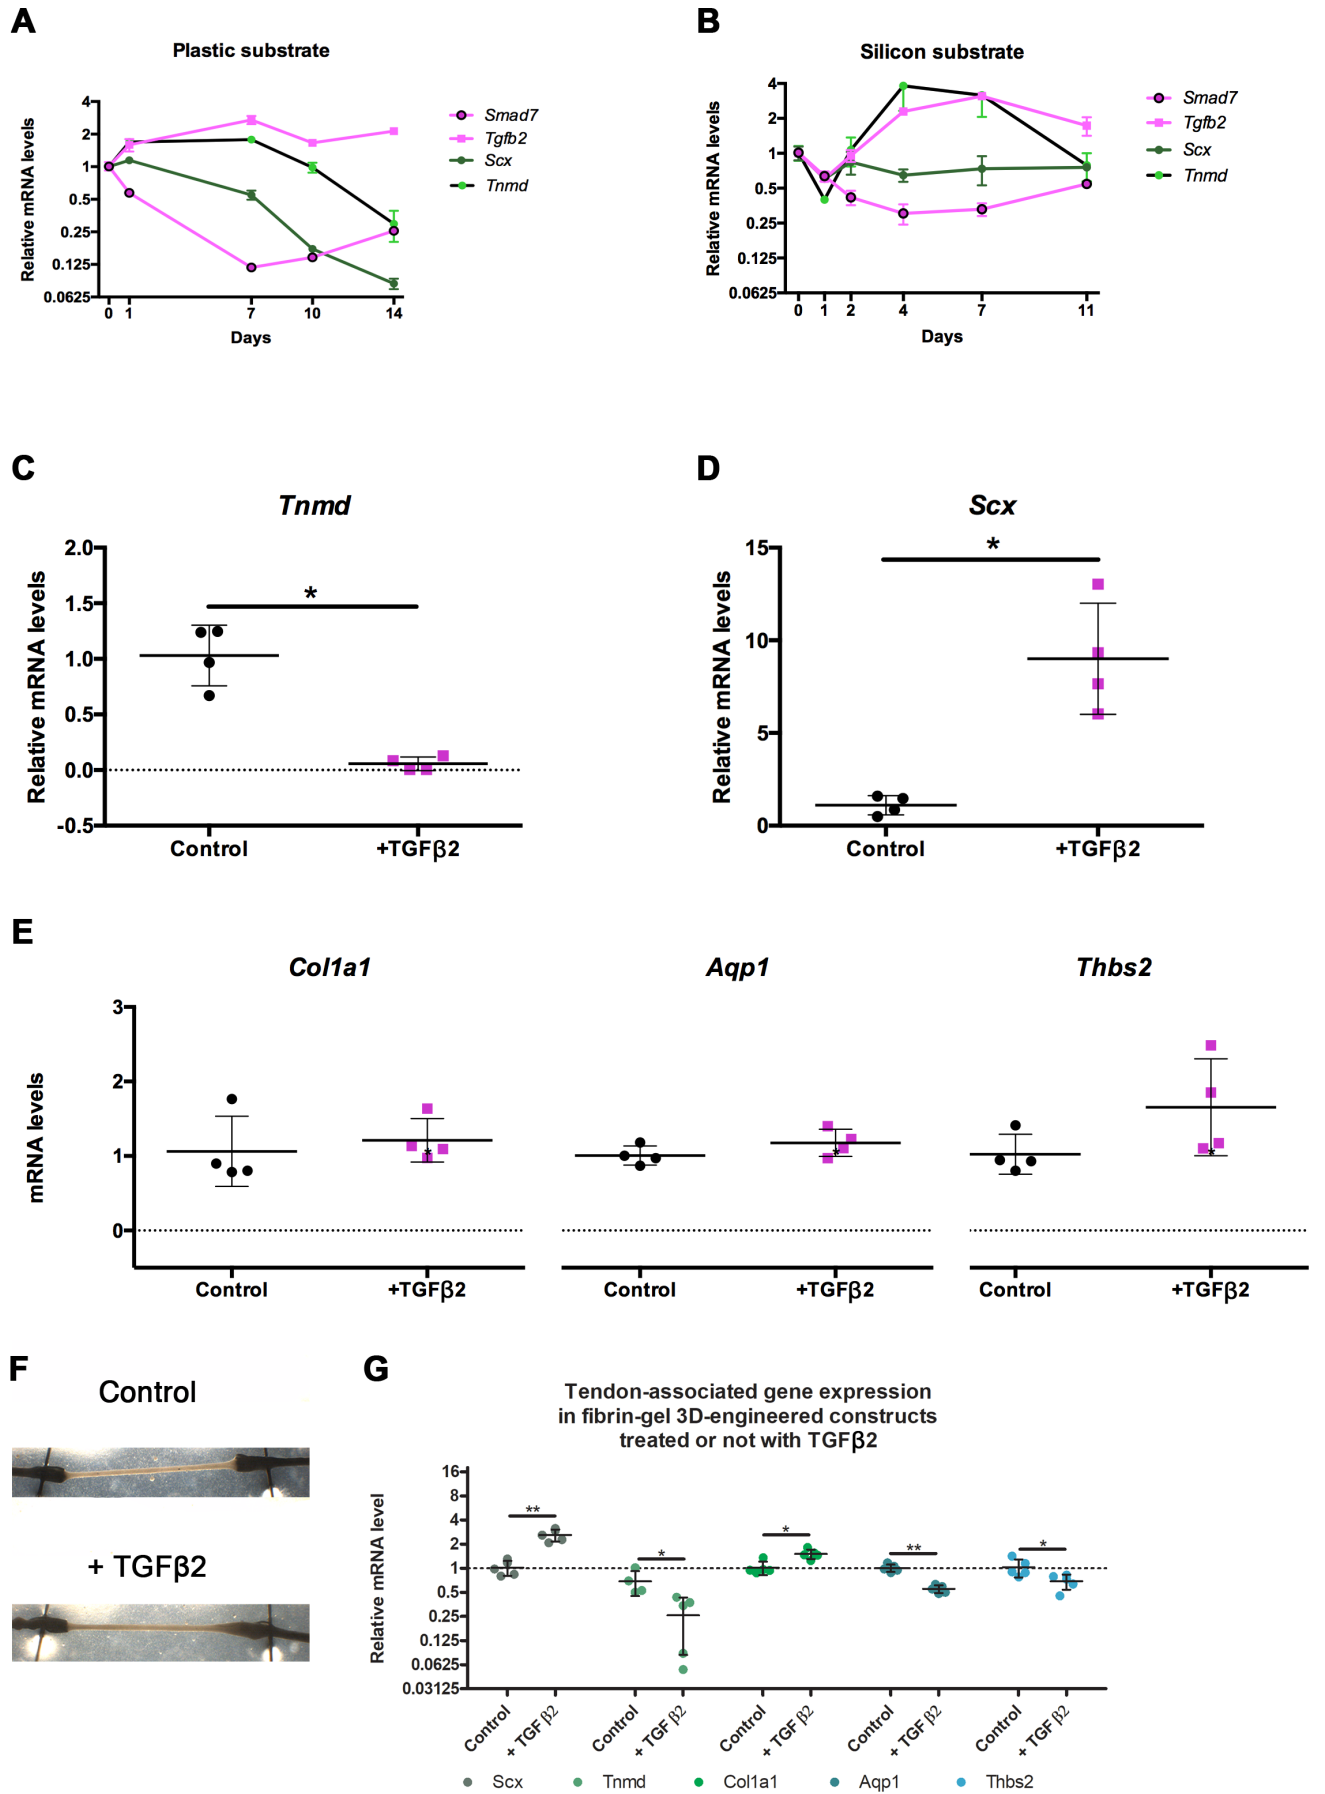 A
Plastic substrate
Relative mRNA levels
4
2
1
0.5
0.25
0.125
0.0625
0 1 7 10 14
Days
Smad7
Tgfb2
Scx
Tnmd
B
Silicon substrate
Relative mRNA levels
4
2
1
0.5
0.25
0.125
0.0625
0 1 2 4 7 11
Days
Smad7
Tgfb2
Scx
Tnmd
C
Tnmd
Relative mRNA levels
2.0
1.5
1.0
0.5
0.0
-0.5
*
Control +TGFβ2
D
Scx
Relative mRNA levels
15
10
5
0
*
Control +TGFβ2
E
Col1a1 Aqp1 Thbs2
mRNA levels
3
2
1
0
* * *
Control +TGFβ2 Control +TGFβ2 Control +TGFβ2
F
Control
+ TGFβ2
G
Tendon-associated gene expression
in fibrin-gel 3D-engineered constructs
treated or not with TGFβ2
Relative mRNA level
16
8
4
2
1
0.5
0.25
0.125
0.0625
0.03125
** * * ** *
Control + TGF β2 Control + TGF β2 Control + TGF β2 Control + TGF β2 Control + TGF β2
Scx Tnmd Col1a1 Aqp1 Thbs2